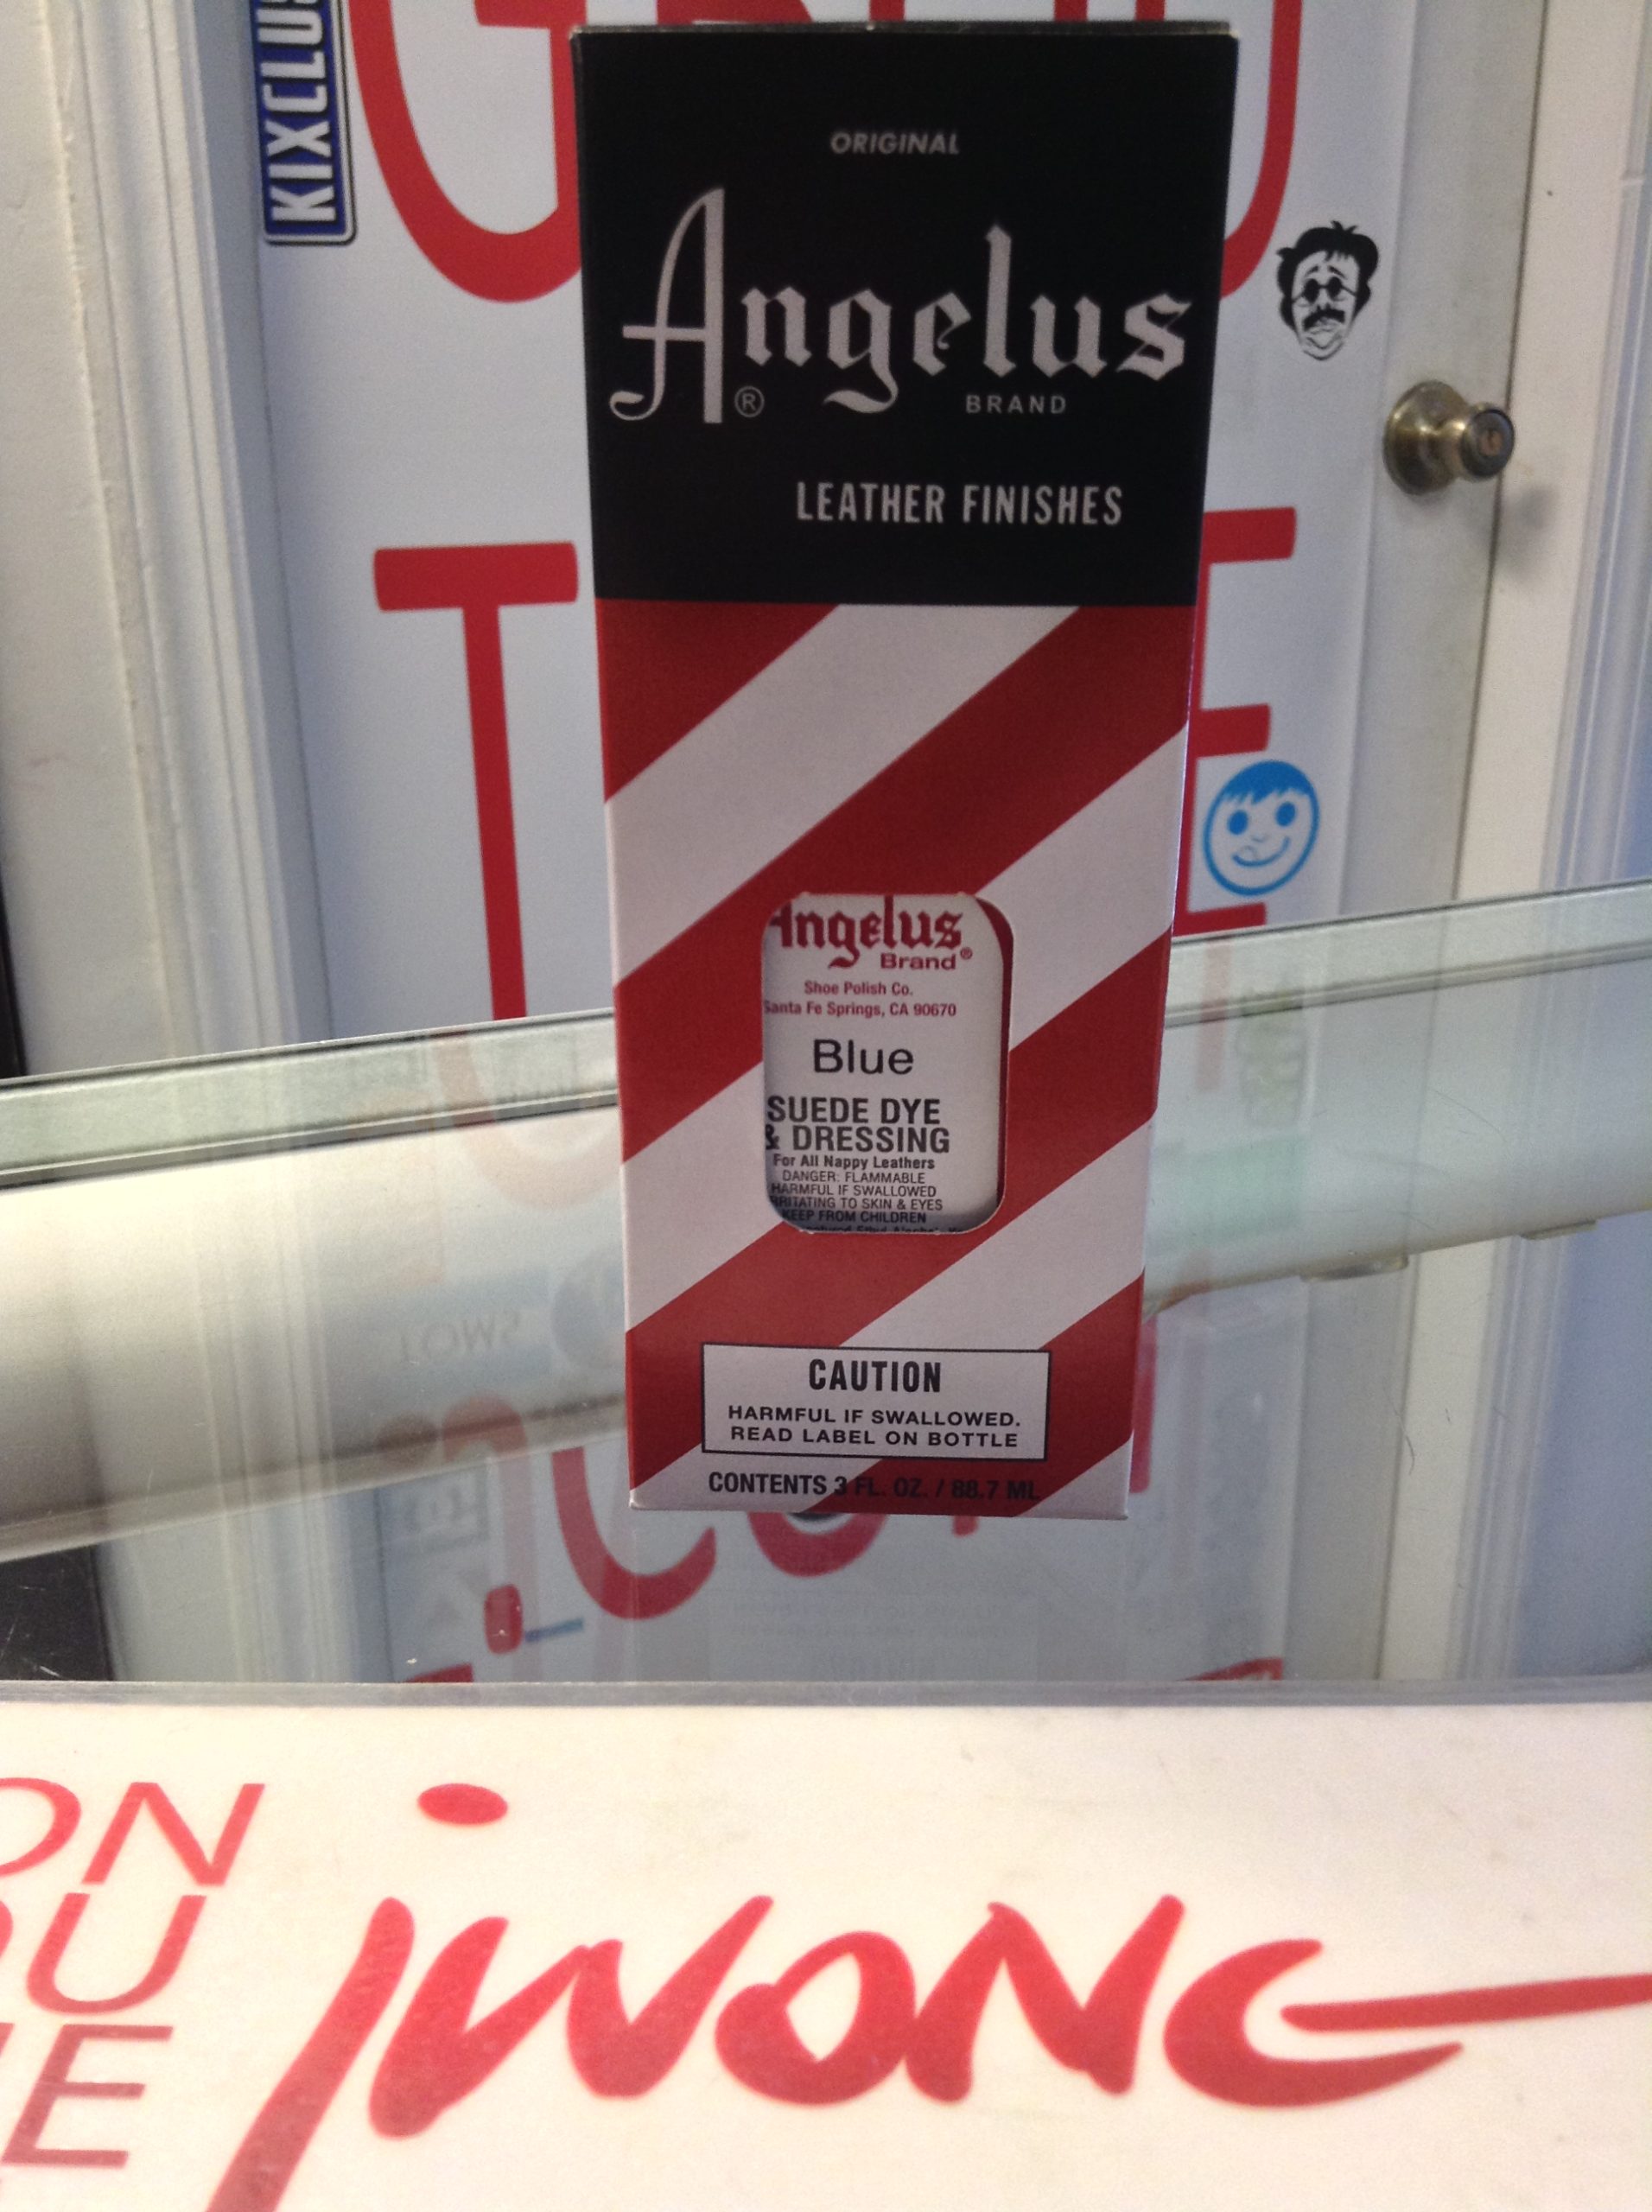 KIXCLUS
ORIGINAL
Angelus®
BRAND
LEATHER FINISHES
Angelus
Brand®
Shoe Polish Co.
Santa Fe Springs, CA 90670
Blue
SUEDE DYE
& DRESSING
For All Nappy Leathers
DANGER: FLAMMABLE
HARMFUL IF SWALLOWED
IRRITATING TO SKIN & EYES
KEEP FROM CHILDREN
CAUTION
HARMFUL IF SWALLOWED.
READ LABEL ON BOTTLE
CONTENTS 3 FL. OZ. / 88.7 ML
jwong